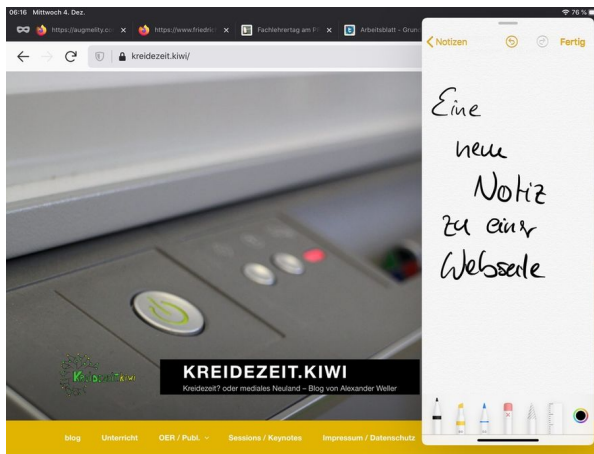 06:16 Mittwoch 4. Dez.
76 %
https://augmelity.co
https://www.friedric
Fachlehrertag am P
Arbeitsblatt - Grun
kreidezeit.kiwi/
Notizen
Fertig
Eine
neue
Notiz
zu einer
Webseite
Kreidezeit.kiwi
KREIDEZEIT.KIWI
Kreidezeit? oder mediales Neuland – Blog von Alexander Weller
blog Unterricht OER / Publ. Sessions / Keynotes Impressum / Datenschutz